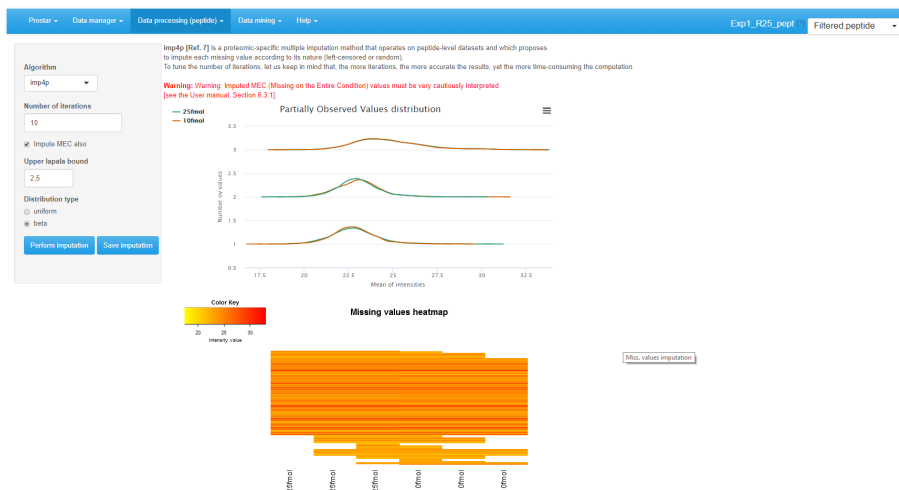 Prostar
Data manager
Data processing (peptide)
Data mining
Help
Exp1_R25_pept [?]
Filtered.peptide
imp4p [Ref. 7] is a proteomic-specific multiple imputation method that operates on peptide-level datasets and which proposes
to impute each missing value according to its nature (left-censored or random).
To tune the number of iterations, let us keep in mind that, the more iterations, the more accurate the results, yet the more time-consuming the computation.
Warning: Warning: Imputed MEC (Missing on the Entire Condition) values must be very cautiously interpreted
[see the User manual, Section 6.3.1].
Algorithm
imp4p
Number of iterations
10
Impute MEC also
Upper lapala bound
2,5
Distribution type
uniform
beta
Perform imputation
Save imputation
Partially Observed Values distribution
25fmol
10fmol
3.5
3
2.5
2
1.5
1
0.5
Number ov values
17.5 20 22.5 25 27.5 30 32.5
Mean of intensities
Color Key
20 25 30
Intensity value
Missing values heatmap
Miss. values imputation
25fmol
25fmol
25fmol
0fmol
0fmol
0fmol